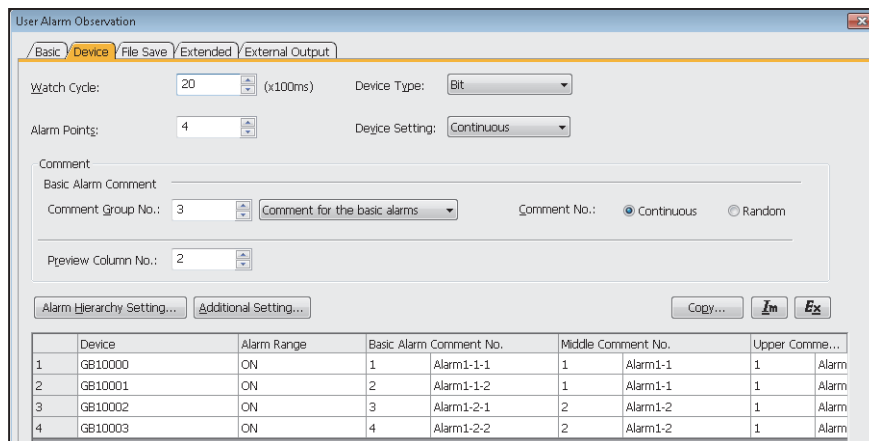 User Alarm Observation
Basic Device File Save Extended External Output
Watch Cycle: 20 (x100ms) Device Type: Bit
Alarm Points: 4 Device Setting: Continuous
Comment
Basic Alarm Comment
Comment Group No.: 3 Comment for the basic alarms Comment No.: Continuous Random
Preview Column No.: 2
Alarm Hierarchy Setting... Additional Setting... Copy... Im Ex
Device Alarm Range Basic Alarm Comment No. Middle Comment No. Upper Comme...
1 GB10000 ON 1 Alarm1-1-1 1 Alarm1-1 1 Alarm
2 GB10001 ON 2 Alarm1-1-2 1 Alarm1-1 1 Alarm
3 GB10002 ON 3 Alarm1-2-1 2 Alarm1-2 1 Alarm
4 GB10003 ON 4 Alarm1-2-2 2 Alarm1-2 1 Alarm